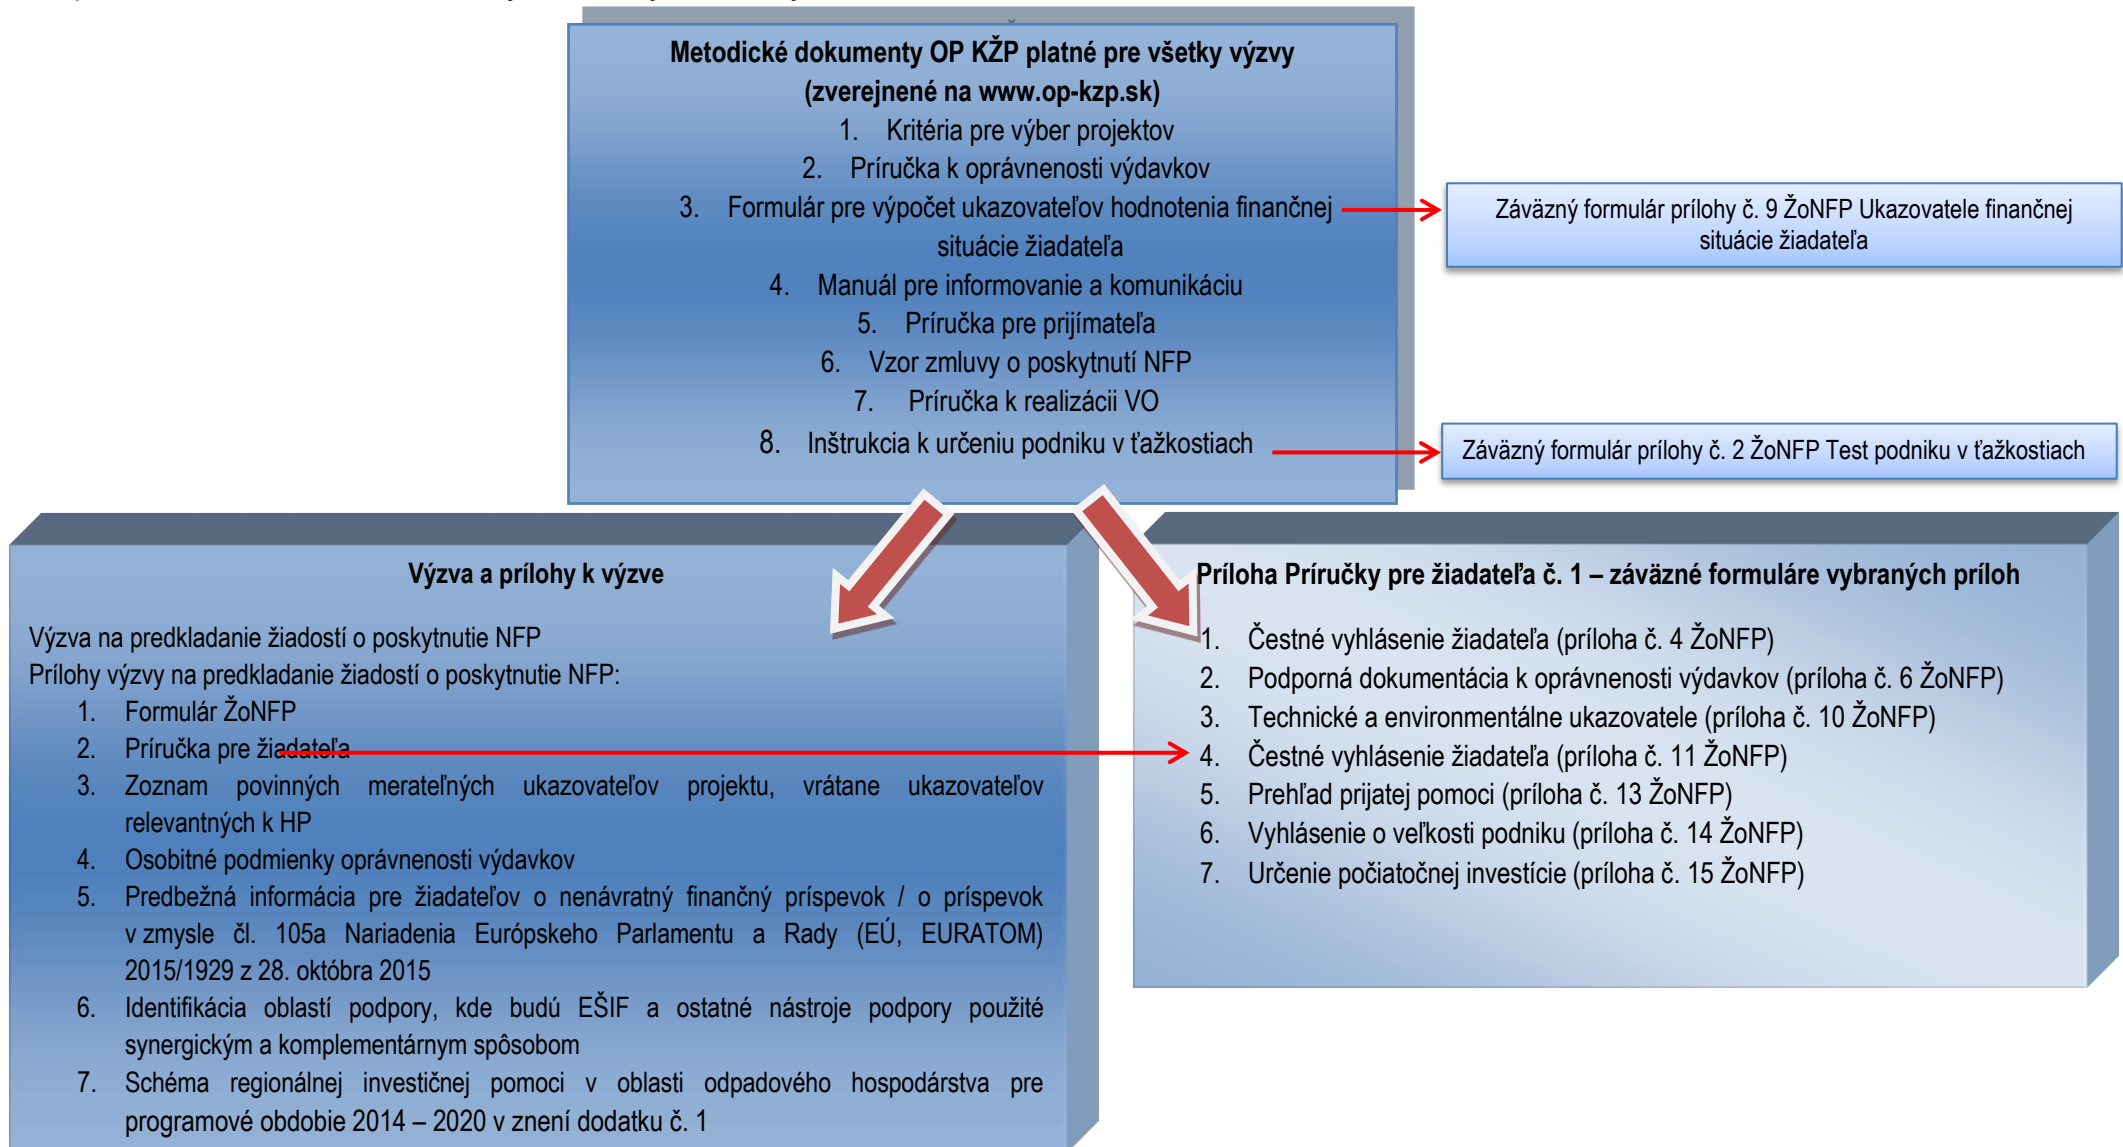 Metodické dokumenty OP KŽP platné pre všetky výzvy
(zverejnené na www.op-kzp.sk)
1. Kritéria pre výber projektov
2. Príručka k oprávnenosti výdavkov
3. Formulár pre výpočet ukazovateľov hodnotenia finančnej
situácie žiadateľa
4. Manuál pre informovanie a komunikáciu
5. Príručka pre prijímateľa
6. Vzor zmluvy o poskytnutí NFP
7. Príručka k realizácii VO
8. Inštrukcia k určeniu podniku v ťažkostiach
Záväzný formulár prílohy č. 9 ŽoNFP Ukazovatele finančnej
situácie žiadateľa
Záväzný formulár prílohy č. 2 ŽoNFP Test podniku v ťažkostiach
Výzva a prílohy k výzve
Výzva na predkladanie žiadostí o poskytnutie NFP
Prílohy výzvy na predkladanie žiadostí o poskytnutie NFP:
1. Formulár ŽoNFP
2. Príručka pre žiadateľa
3. Zoznam povinných merateľných ukazovateľov projektu, vrátane ukazovateľov
relevantných k HP
4. Osobitné podmienky oprávnenosti výdavkov
5. Predbežná informácia pre žiadateľov o nenávratný finančný príspevok / o príspevok
v zmysle čl. 105a Nariadenia Európskeho Parlamentu a Rady (EÚ, EURATOM)
2015/1929 z 28. októbra 2015
6. Identifikácia oblastí podpory, kde budú EŠIF a ostatné nástroje podpory použité
synergickým a komplementárnym spôsobom
7. Schéma regionálnej investičnej pomoci v oblasti odpadového hospodárstva pre
programové obdobie 2014 – 2020 v znení dodatku č. 1
Príloha Príručky pre žiadateľa č. 1 – záväzné formuláre vybraných príloh
1. Čestné vyhlásenie žiadateľa (príloha č. 4 ŽoNFP)
2. Podporná dokumentácia k oprávnenosti výdavkov (príloha č. 6 ŽoNFP)
3. Technické a environmentálne ukazovatele (príloha č. 10 ŽoNFP)
4. Čestné vyhlásenie žiadateľa (príloha č. 11 ŽoNFP)
5. Prehľad prijatej pomoci (príloha č. 13 ŽoNFP)
6. Vyhlásenie o veľkosti podniku (príloha č. 14 ŽoNFP)
7. Určenie počiatočnej investície (príloha č. 15 ŽoNFP)